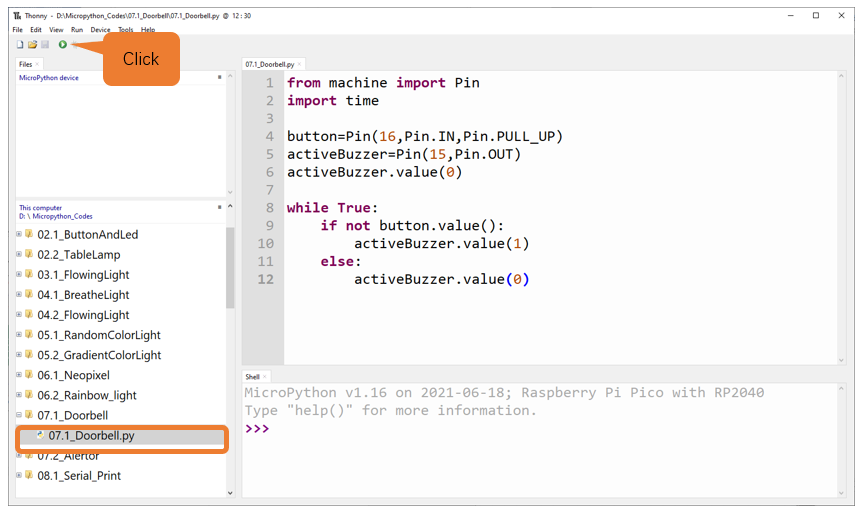 Thonny - D:\Micropython_Codes\07.1_Doorbell\07.1_Doorbell.py @ 12 : 30
File Edit View Run Device Tools Help
Click
Files
MicroPython device
This computer
D: \ Micropython_Codes
02.1_ButtonAndLed
02.2_TableLamp
03.1_FlowingLight
04.1_BreatheLight
04.2_FlowingLight
05.1_RandomColorLight
05.2_GradientColorLight
06.1_Neopixel
06.2_Rainbow_light
07.1_Doorbell
07.1_Doorbell.py
07.2_Alertor
08.1_Serial_Print
07.1_Doorbell.py
1 from machine import Pin
2 import time
3
4 button=Pin(16,Pin.IN,Pin.PULL_UP)
5 activeBuzzer=Pin(15,Pin.OUT)
6 activeBuzzer.value(0)
7
8 while True:
9     if not button.value():
10         activeBuzzer.value(1)
11     else:
12         activeBuzzer.value(0)
Shell
MicroPython v1.16 on 2021-06-18; Raspberry Pi Pico with RP2040
Type "help()" for more information.
>>>